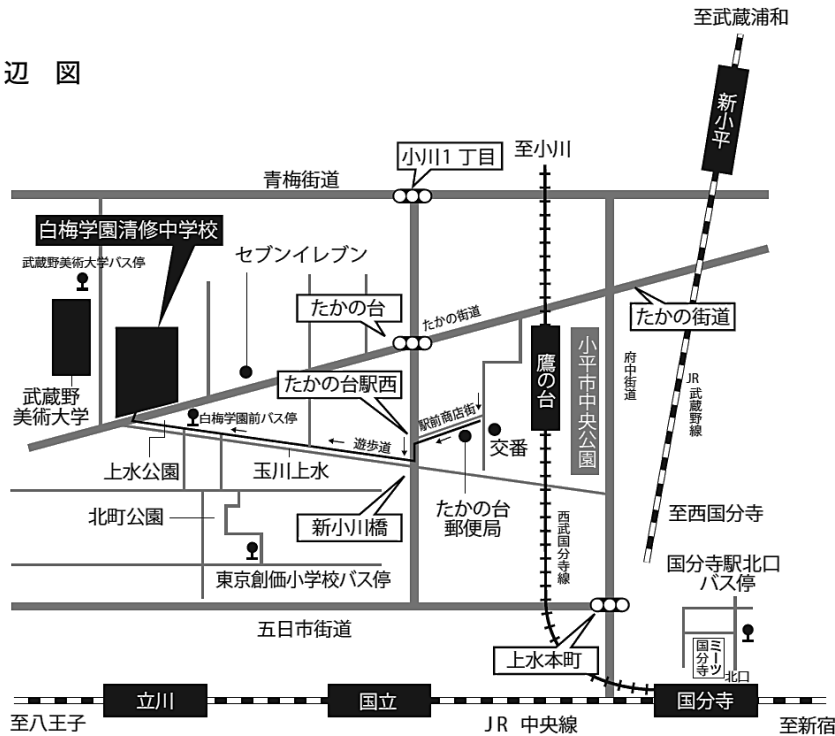 至武蔵浦和
辺 図
新小平
小川1 丁目
至小川
青梅街道
白梅学園清修中学校
セブンイレブン
武蔵野美術大学バス停
たかの台
たかの街道
たかの街道
鷹の台
小平市中央公園
府中街道
JR 武蔵野線
たかの台駅西
駅前商店街
武蔵野
美術大学
白梅学園前バス停
遊歩道
交番
上水公園
玉川上水
たかの台
郵便局
北町公園
新小川橋
西武国分寺線
至西国分寺
国分寺駅北口
バス停
東京創価小学校バス停
五日市街道
上水本町
ミーツ
国分寺
北口
立川
国立
国分寺
至八王子
JR 中央線
至新宿